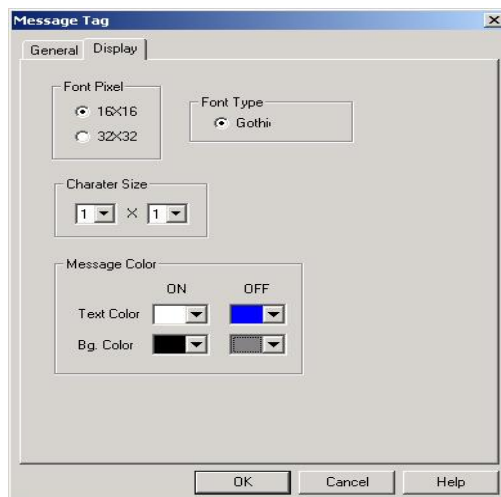 Message Tag
General Display
Font Pixel
16X16
32X32
Font Type
Gothi
Charater Size
1 X 1
Message Color
ON OFF
Text Color
Bg. Color
OK Cancel Help